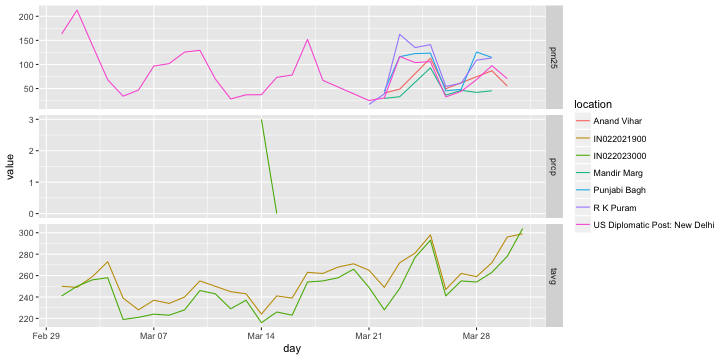 200
150
100
50
pm25
3
2
1
0
prcp
300
280
260
240
220
tavg
value
Feb 29
Mar 07
Mar 14
Mar 21
Mar 28
day
location
Anand Vihar
IN022021900
IN022023000
Mandir Marg
Punjabi Bagh
R K Puram
US Diplomatic Post: New Delhi